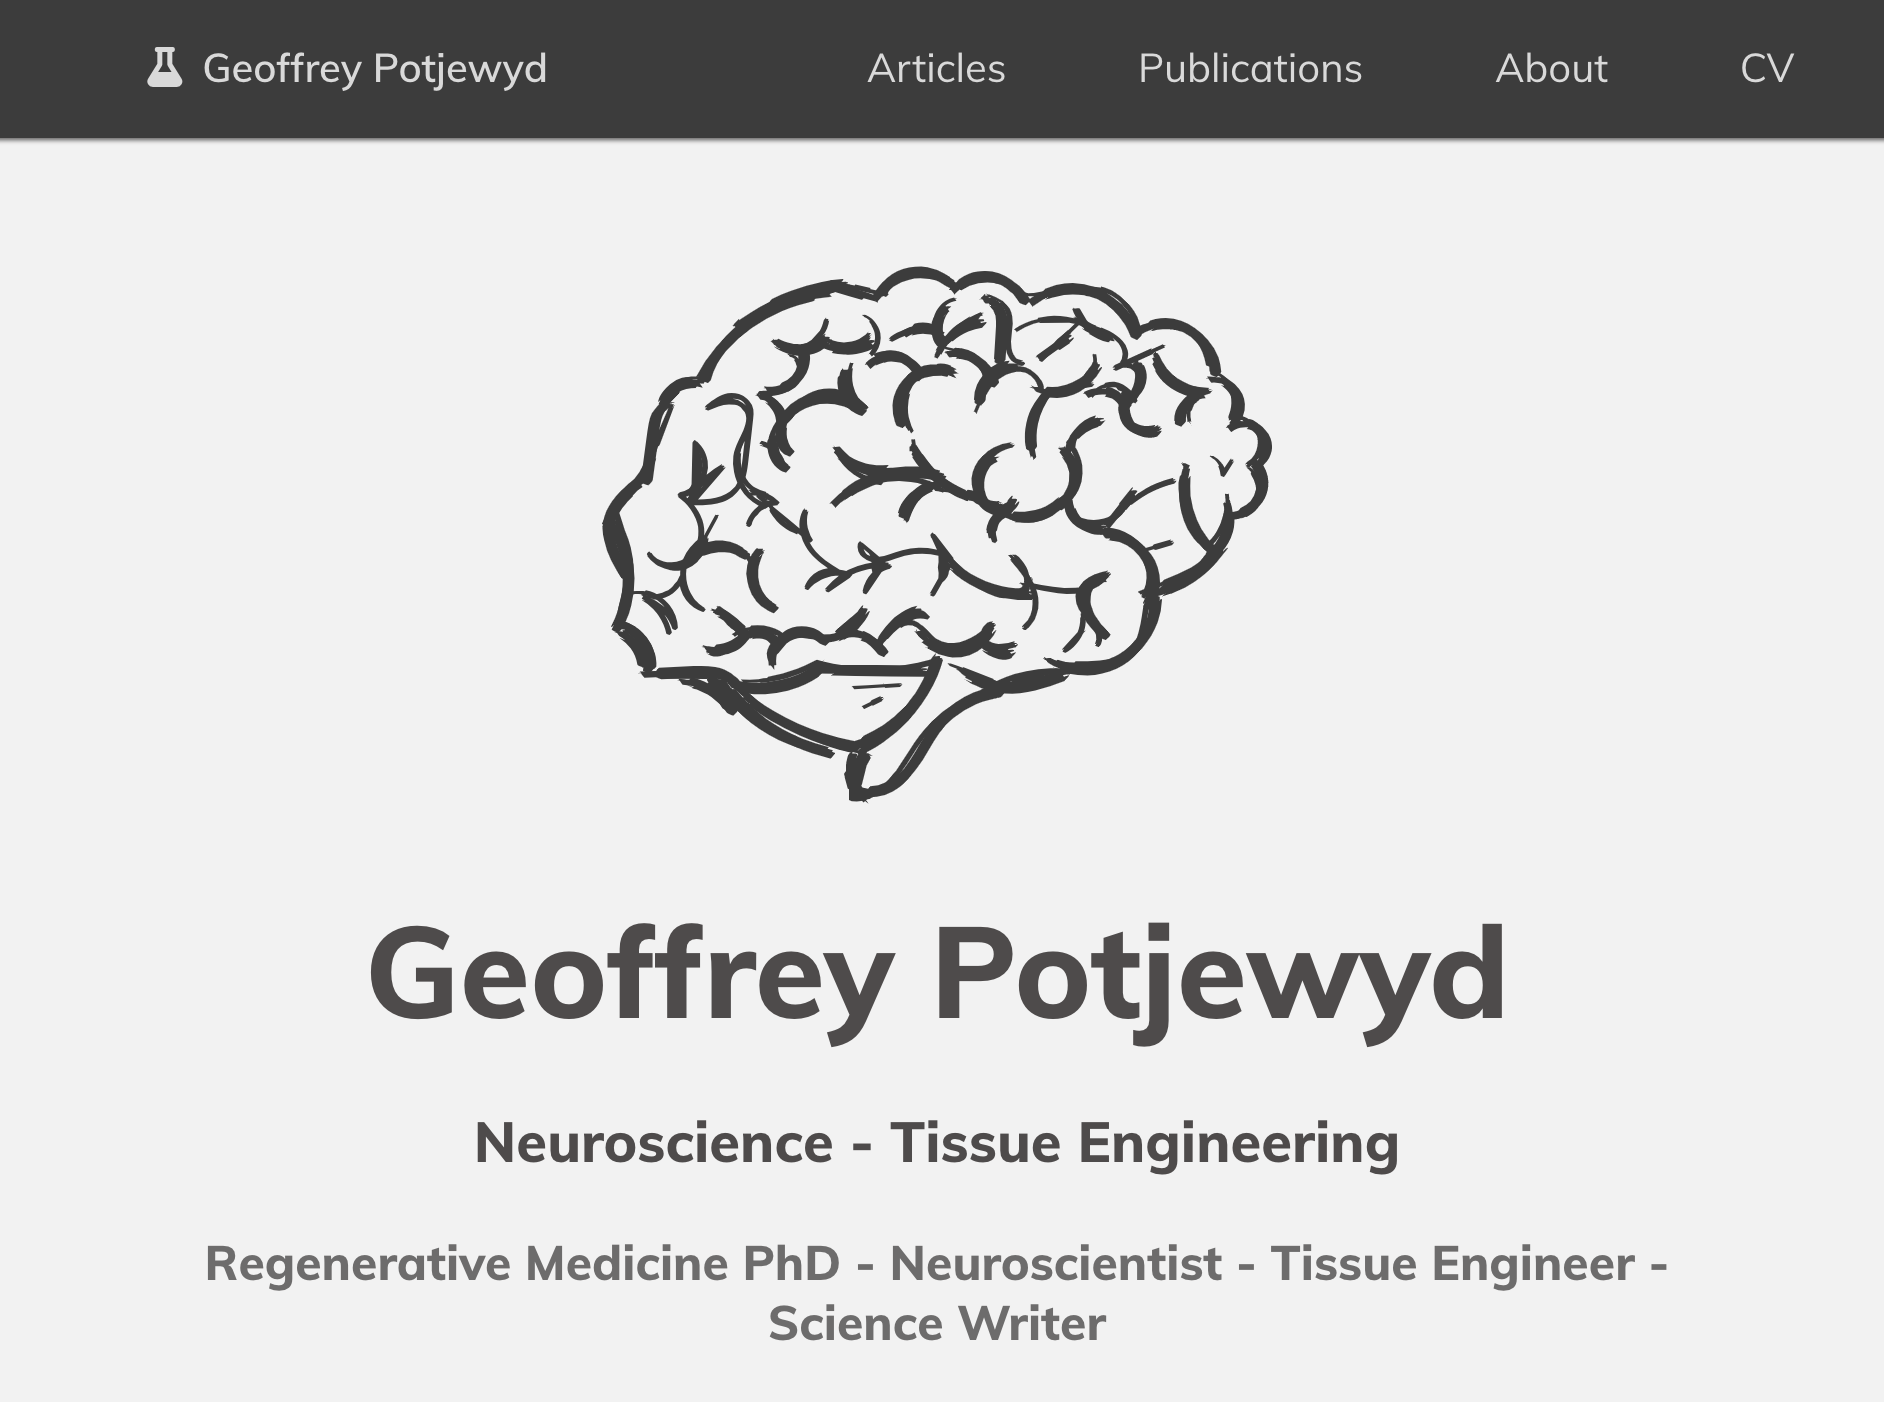 Geoffrey Potjewyd Articles Publications About CV
Geoffrey Potjewyd
Neuroscience - Tissue Engineering
Regenerative Medicine PhD - Neuroscientist - Tissue Engineer -
Science Writer